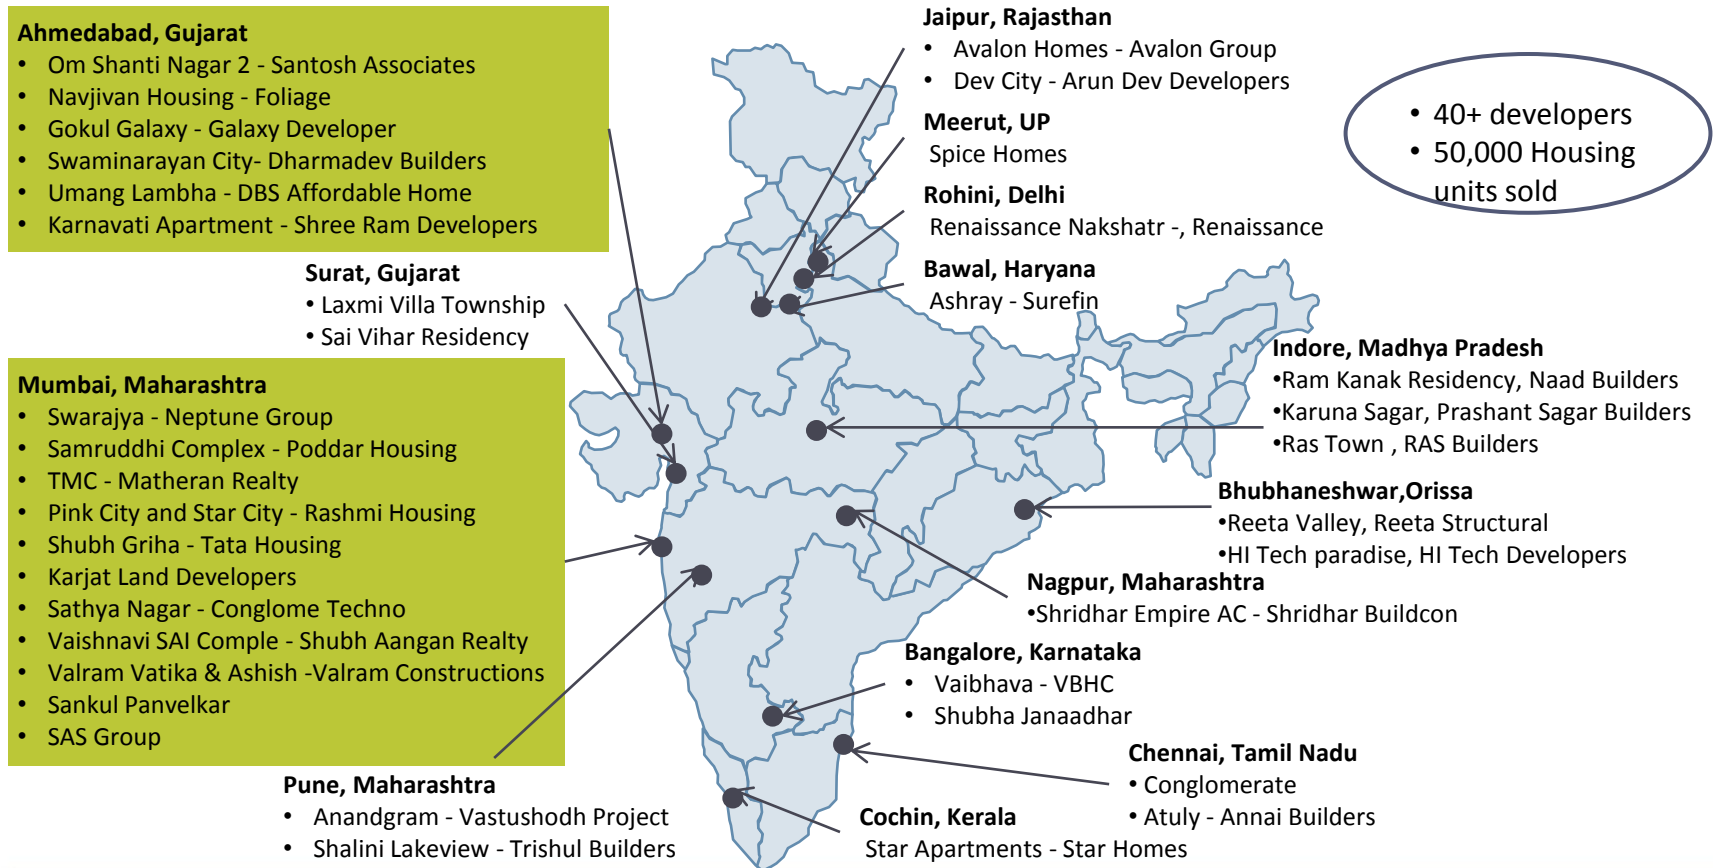 Ahmedabad, Gujarat
• Om Shanti Nagar 2 - Santosh Associates
• Navjivan Housing - Foliage
• Gokul Galaxy - Galaxy Developer
• Swaminarayan City- Dharmadev Builders
• Umang Lambha - DBS Affordable Home
• Karnavati Apartment - Shree Ram Developers
Surat, Gujarat
• Laxmi Villa Township
• Sai Vihar Residency
Mumbai, Maharashtra
• Swarajya - Neptune Group
• Samruddhi Complex - Poddar Housing
• TMC - Matheran Realty
• Pink City and Star City - Rashmi Housing
• Shubh Griha - Tata Housing
• Karjat Land Developers
• Sathya Nagar - Conglome Techno
• Vaishnavi SAI Comple - Shubh Aangan Realty
• Valram Vatika & Ashish -Valram Constructions
• Sankul Panvelkar
• SAS Group
Pune, Maharashtra
• Anandgram - Vastushodh Project
• Shalini Lakeview - Trishul Builders
Jaipur, Rajasthan
• Avalon Homes - Avalon Group
• Dev City - Arun Dev Developers
Meerut, UP
Spice Homes
Rohini, Delhi
Renaissance Nakshatr -, Renaissance
Bawal, Haryana
Ashray - Surefin
• 40+ developers
• 50,000 Housing
units sold
Indore, Madhya Pradesh
•Ram Kanak Residency, Naad Builders
•Karuna Sagar, Prashant Sagar Builders
•Ras Town , RAS Builders
Bhubhaneshwar,Orissa
•Reeta Valley, Reeta Structural
•HI Tech paradise, HI Tech Developers
Nagpur, Maharashtra
•Shridhar Empire AC - Shridhar Buildcon
Bangalore, Karnataka
• Vaibhava - VBHC
• Shubha Janaadhar
Chennai, Tamil Nadu
• Conglomerate
• Atuly - Annai Builders
Cochin, Kerala
Star Apartments - Star Homes